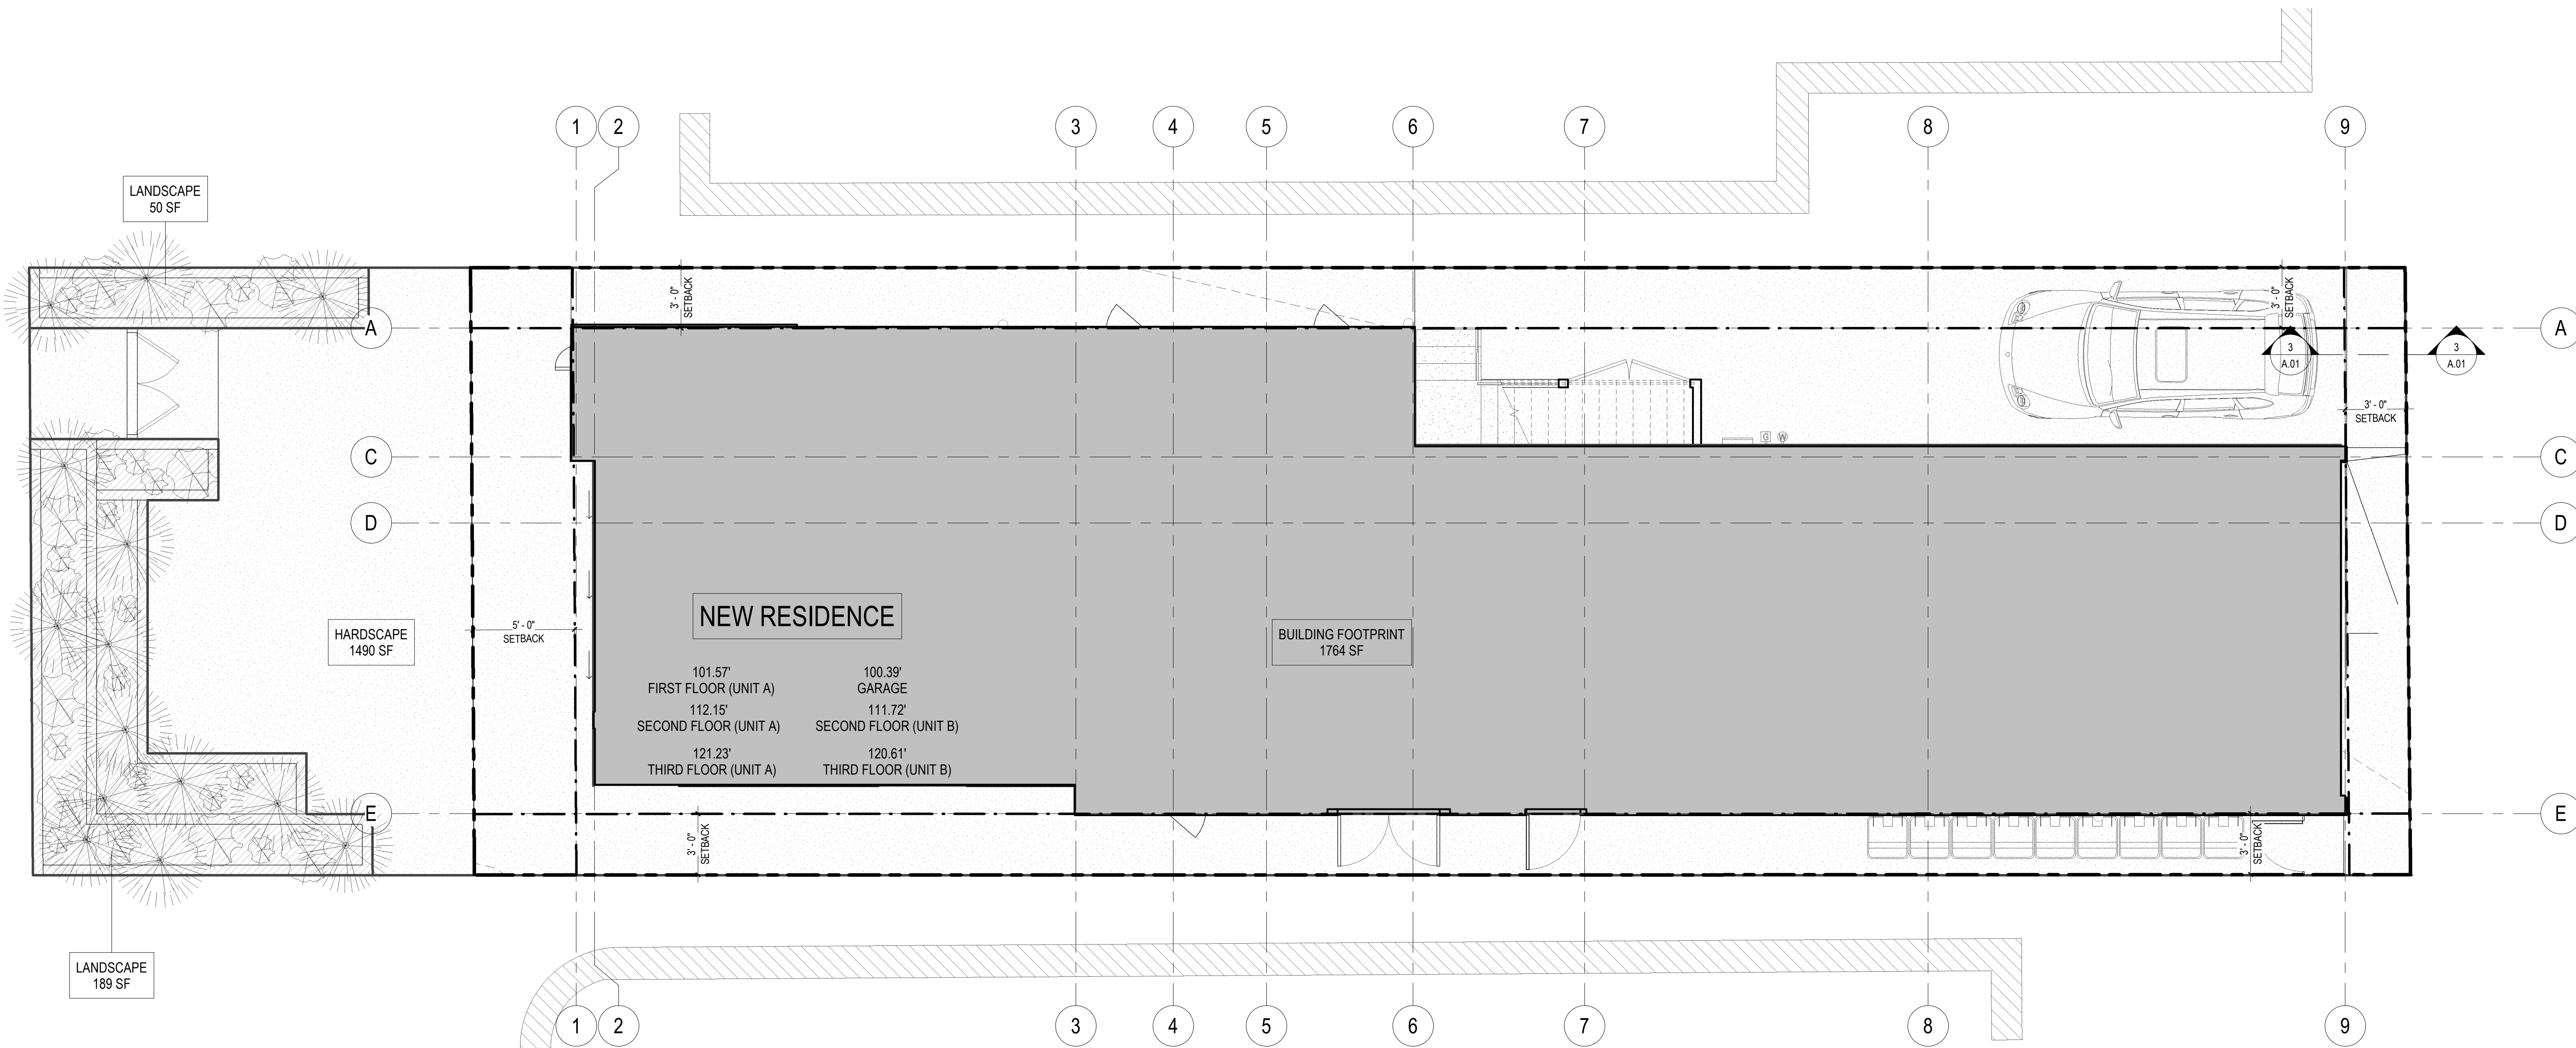 1
2
3
4
5
6
7
8
9
LANDSCAPE
50 SF
3' - 0"
SETBACK
3' - 0"
SETBACK
A
A
3
A.01
3
A.01
3' - 0"
SETBACK
G
W
C
C
D
D
5' - 0"
SETBACK
HARDSCAPE
1490 SF
NEW RESIDENCE
BUILDING FOOTPRINT
1764 SF
101.57'
FIRST FLOOR (UNIT A)
100.39'
GARAGE
112.15'
SECOND FLOOR (UNIT A)
111.72'
SECOND FLOOR (UNIT B)
121.23'
THIRD FLOOR (UNIT A)
120.61'
THIRD FLOOR (UNIT B)
E
E
3' - 0"
SETBACK
3' - 0"
SETBACK
LANDSCAPE
189 SF
1
2
3
4
5
6
7
8
9